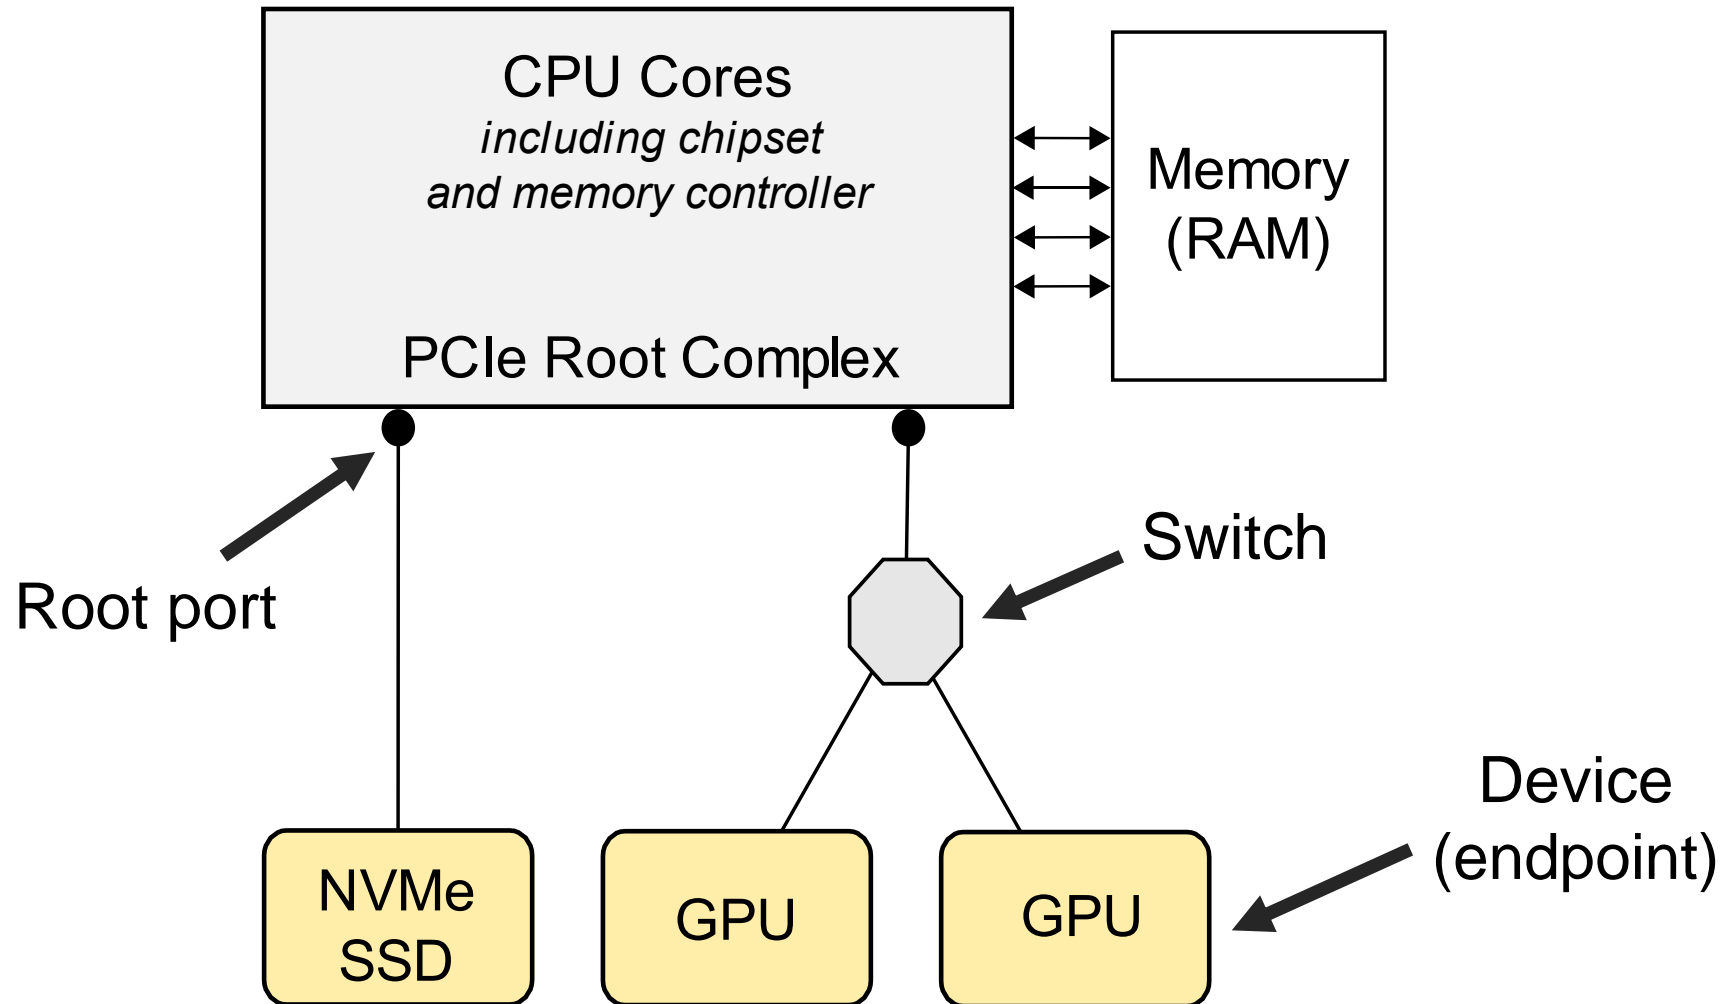 CPU Cores
including chipset
and memory controller
PCIe Root Complex
Memory
(RAM)
Root port
Switch
Device
(endpoint)
NVMe
SSD
GPU
GPU